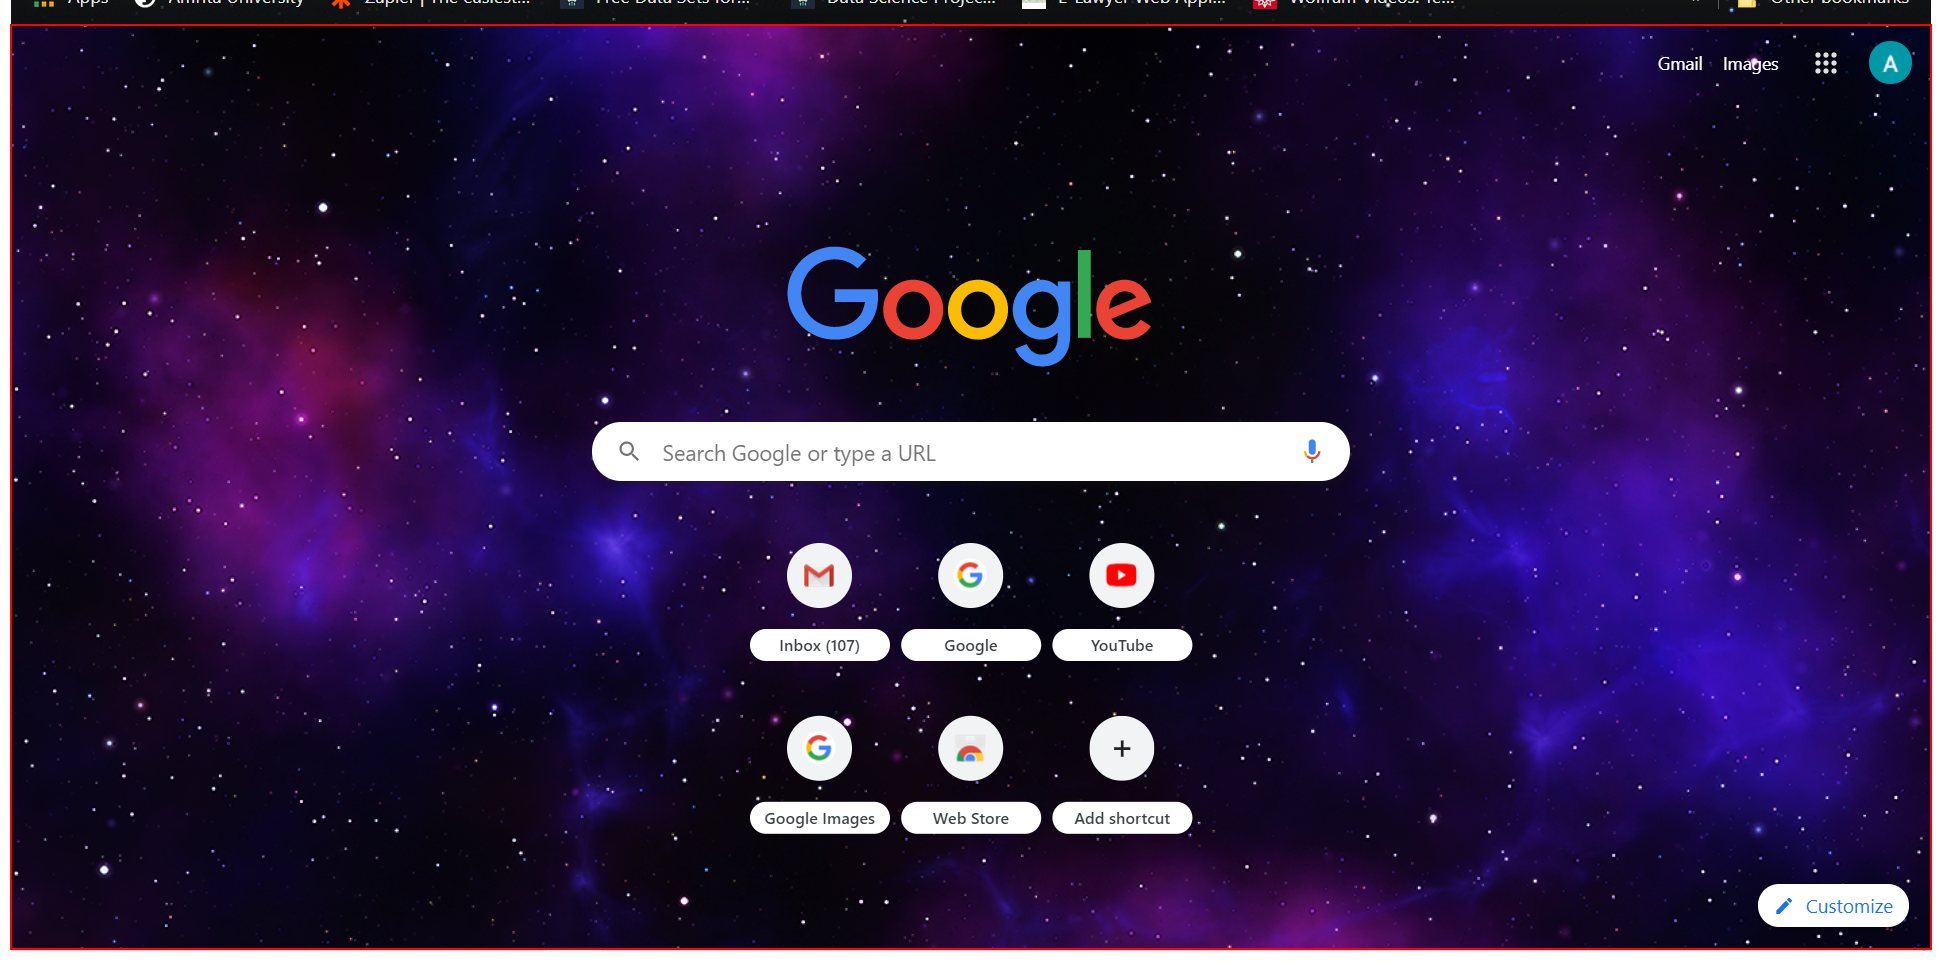 Apps Amrita University Zapier | The easiest... Free Data Sets for... Data Science Projec... E-Lawyer Web Appl... Wolfram Videos: Te... » Other bookmarks
Gmail Images A
Google
Search Google or type a URL
Inbox (107) Google YouTube
Google Images Web Store Add shortcut
Customize